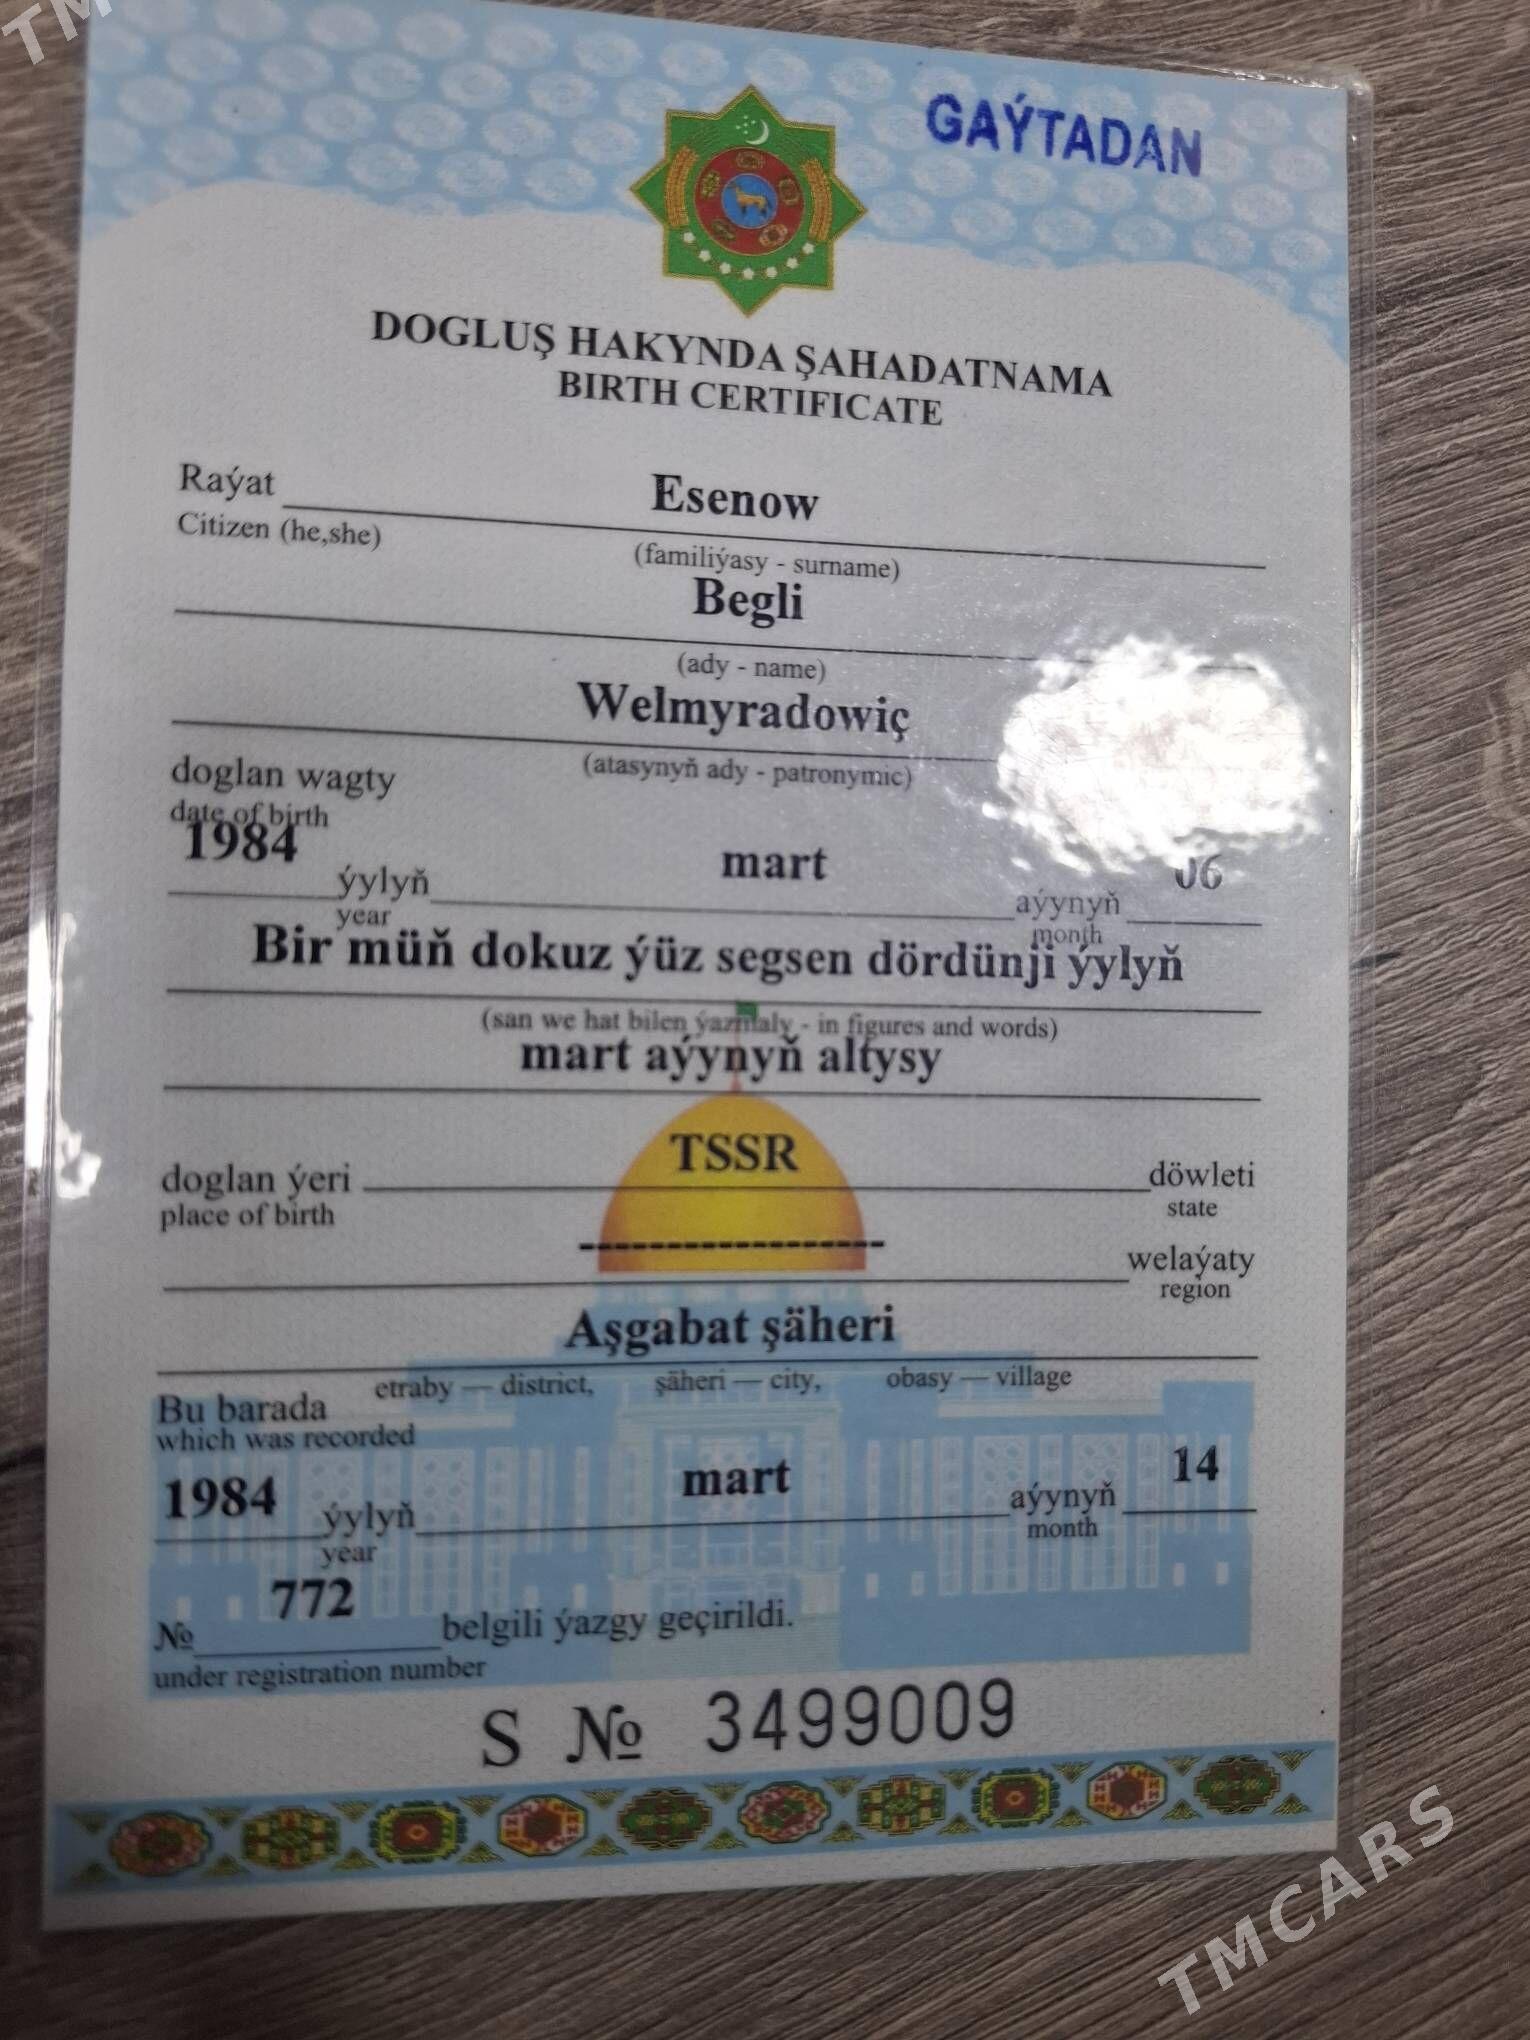 TM
GAÝTADAN
DOGLUŞ HAKYNDA ŞAHADATNAMA
BIRTH CERTIFICATE
Raýat Esenow
Citizen (he,she) (familiýasy - surname)
Begli
(ady - name)
Welmyradowiç
(atasynyň ady - patronymic)
doglan wagty
date of birth
1984 ýylyň mart aýynyň 06
year month
Bir müň dokuz ýüz segsen dördünji ýylyň
(san we hat bilen ýazmaly - in figures and words)
mart aýynyň altysy
doglan ýeri TSSR döwleti
place of birth state
------------------ welaýaty
region
Aşgabat şäheri
etraby — district, şäheri — city, obasy — village
Bu barada
which was recorded
1984 ýylyň mart aýynyň 14
year month
№ 772 belgili ýazgy geçirildi.
under registration number
S № 3499009
TMCARS